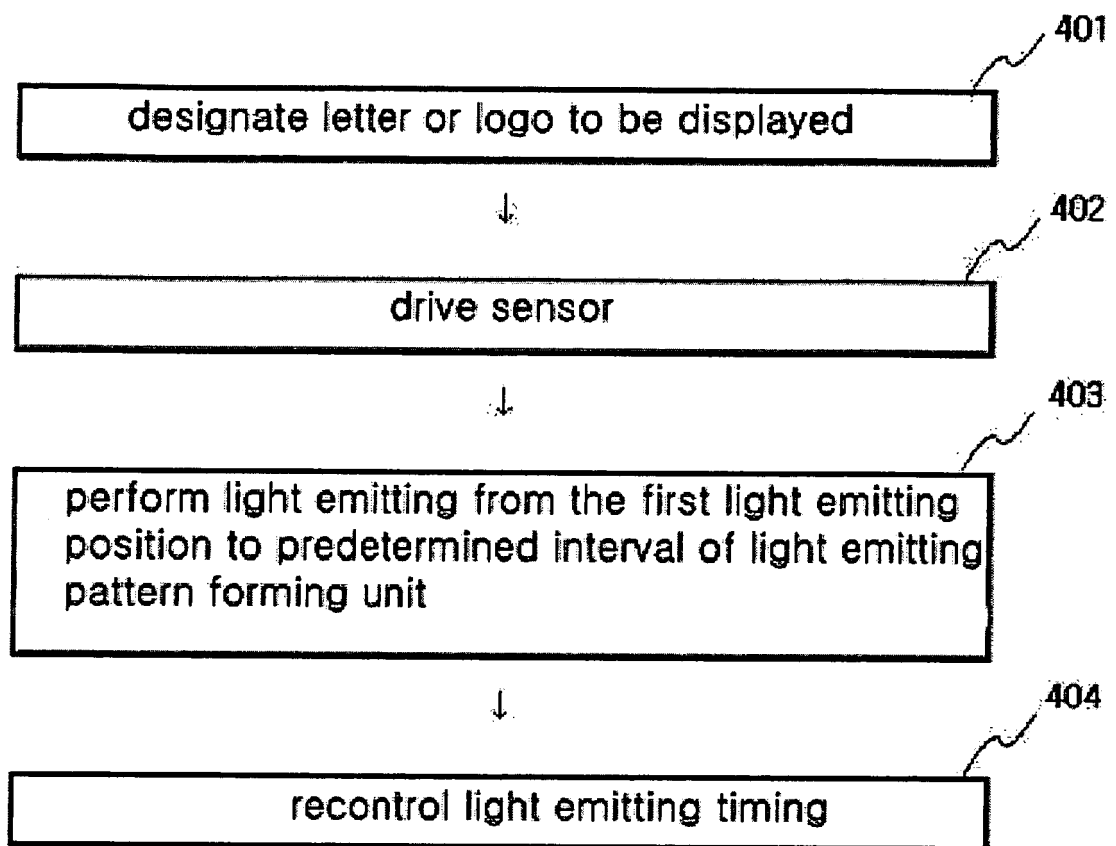 401
designate letter or logo to be displayed
↓
402
drive sensor
↓
403
perform light emitting from the first light emitting
position to predetermined interval of light emitting
pattern forming unit
↓
404
recontrol light emitting timing